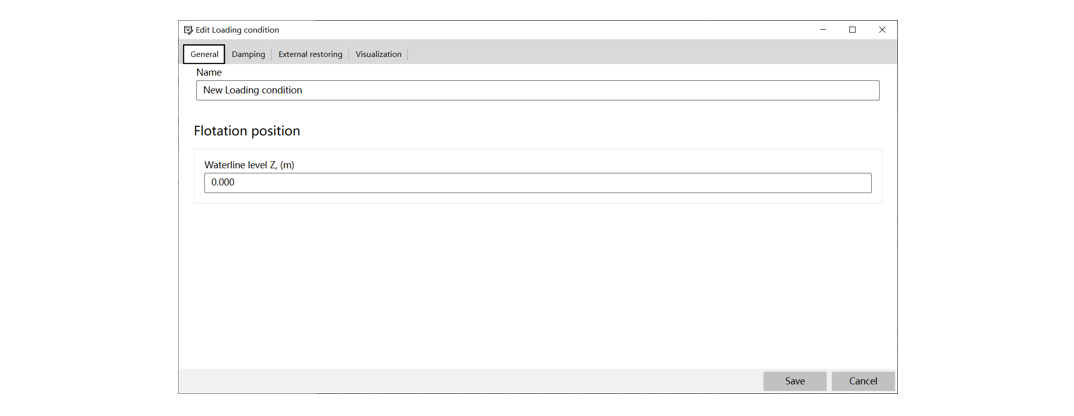 Edit Loading condition
General Damping External restoring Visualization
Name
New Loading condition
Flotation position
Waterline level Z, (m)
0.000
Save Cancel